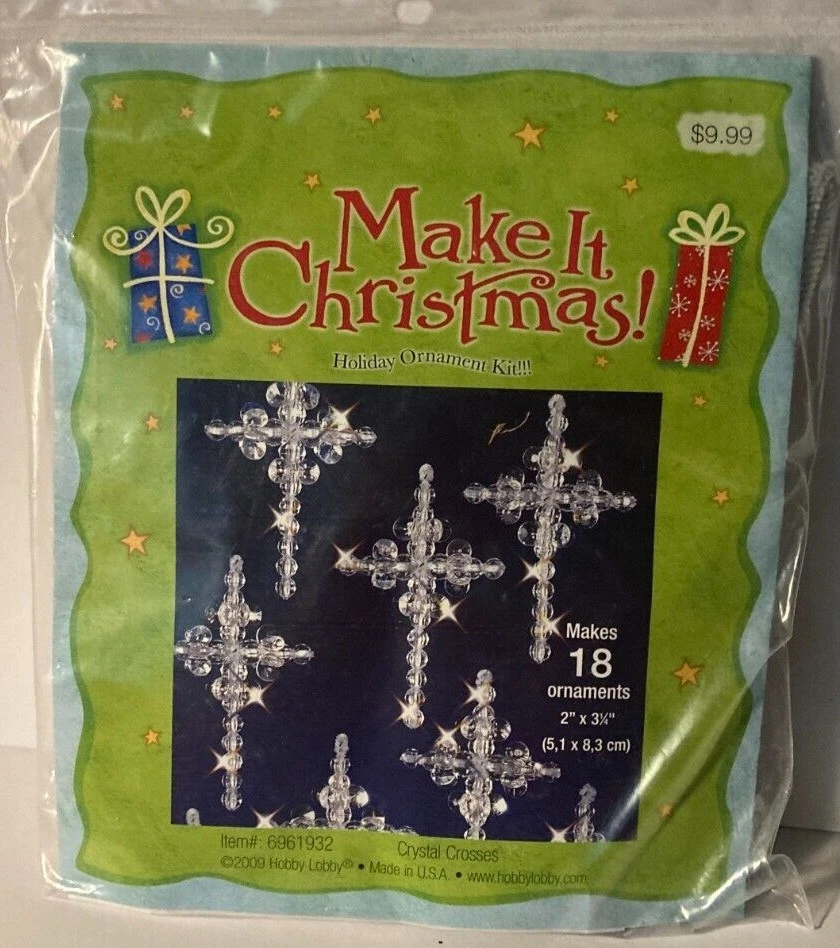 $9.99
Make It
Christmas!
Holiday Ornament Kit!!!
Makes
18
ornaments
2" x 3¼"
(5,1 x 8,3 cm)
Item#: 6961932 Crystal Crosses
©2009 Hobby Lobby® • Made in U.S.A. • www.hobbylobby.com